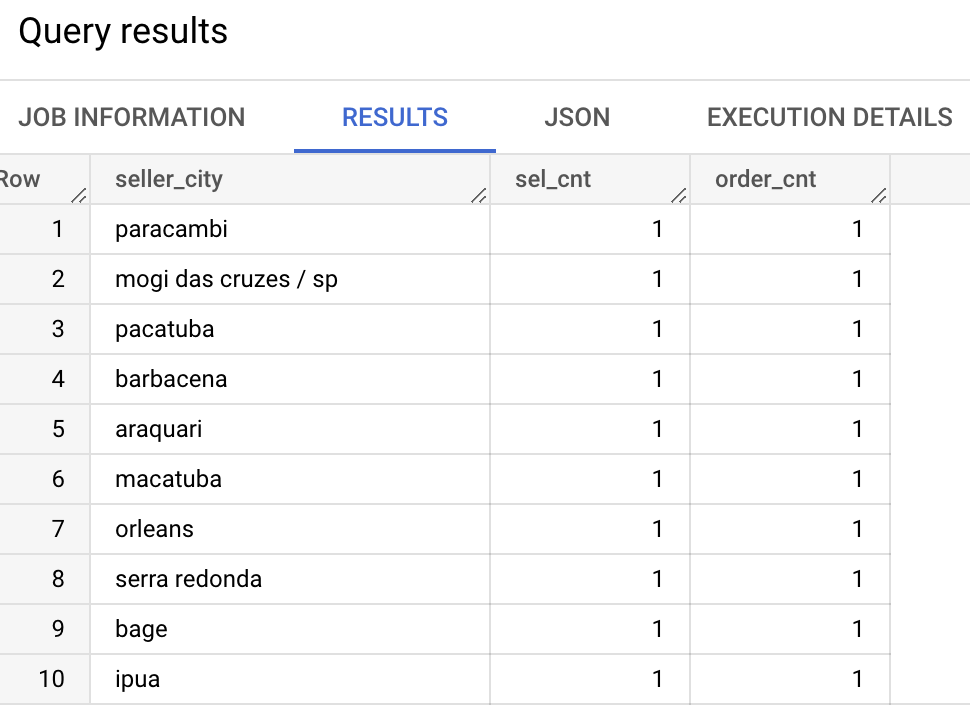 Query results
JOB INFORMATION RESULTS JSON EXECUTION DETAILS
Row seller_city sel_cnt order_cnt
1 paracambi 1 1
2 mogi das cruzes / sp 1 1
3 pacatuba 1 1
4 barbacena 1 1
5 araquari 1 1
6 macatuba 1 1
7 orleans 1 1
8 serra redonda 1 1
9 bage 1 1
10 ipua 1 1